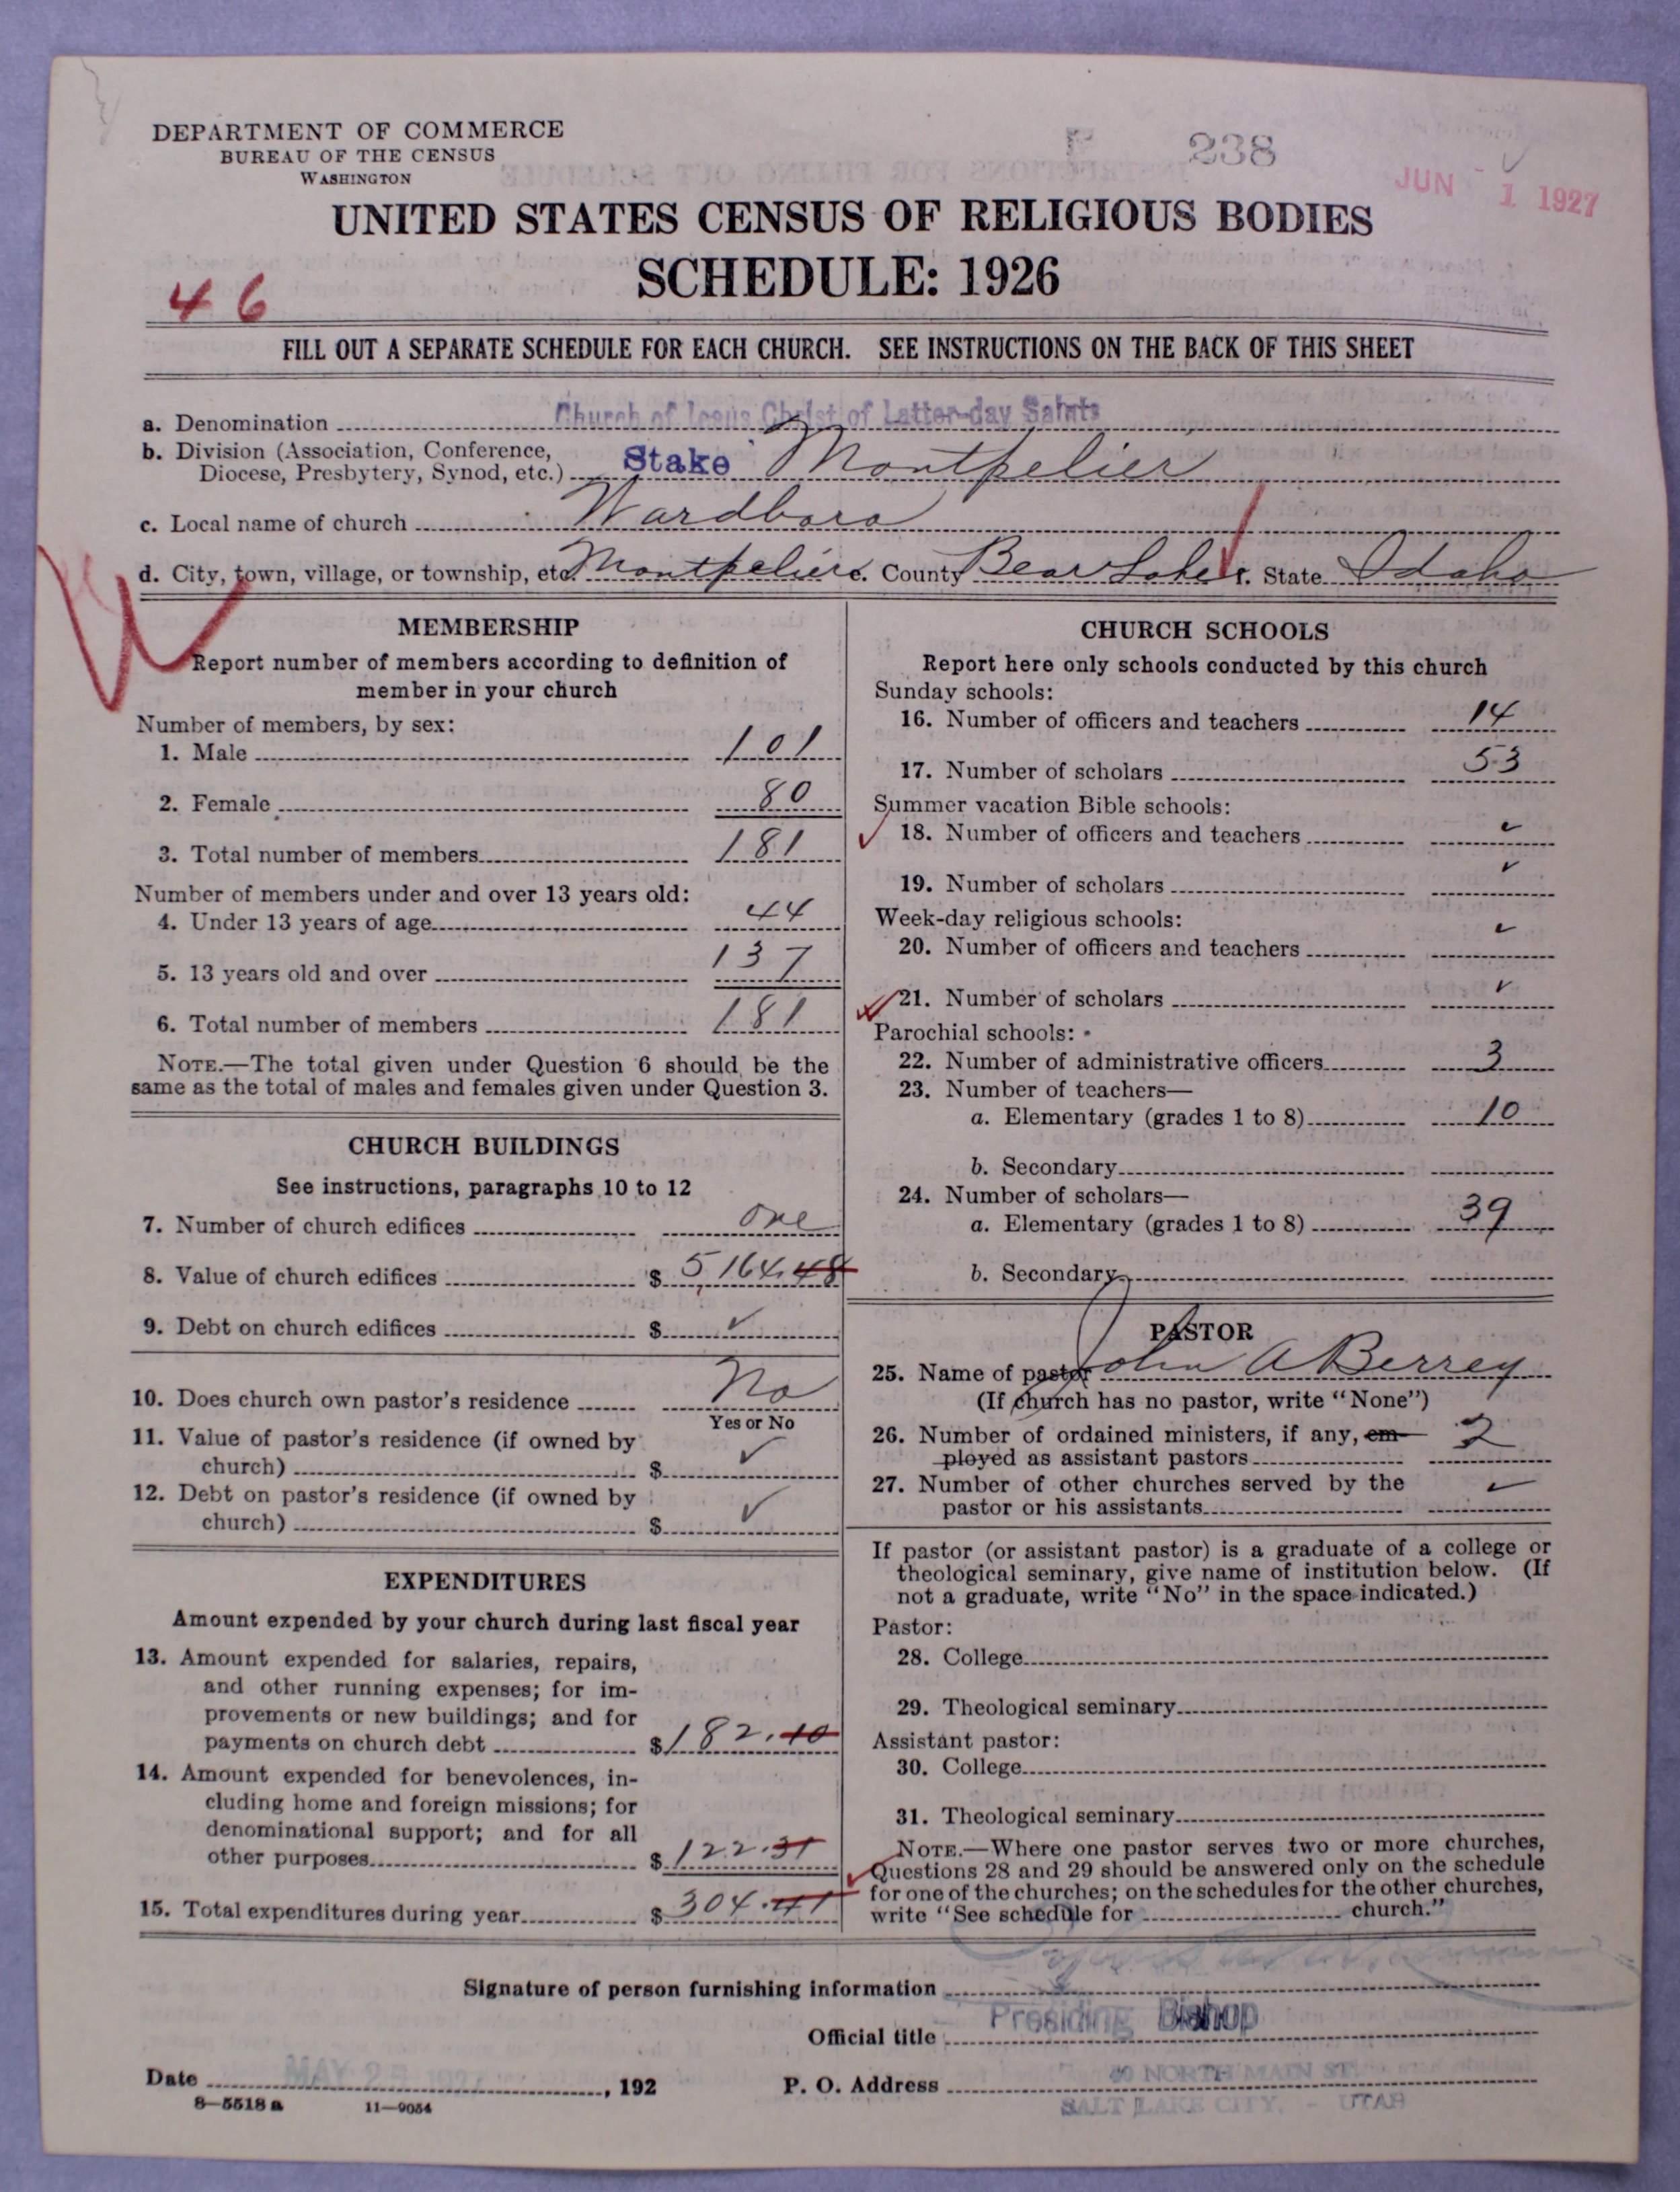 DEPARTMENT OF COMMERCE
BUREAU OF THE CENSUS
WASHINGTON
238
JUN - 1 1927
UNITED STATES CENSUS OF RELIGIOUS BODIES
SCHEDULE: 1926
46
FILL OUT A SEPARATE SCHEDULE FOR EACH CHURCH. SEE INSTRUCTIONS ON THE BACK OF THIS SHEET
a. Denomination Church of Jesus Christ of Latter-day Saints
b. Division (Association, Conference,
Diocese, Presbytery, Synod, etc.) Stake Montpelier
c. Local name of church Wardboro
d. City, town, village, or township, etc. Montpelier e. County Bear Lake f. State Idaho
MEMBERSHIP
Report number of members according to definition of
member in your church
Number of members, by sex:
1. Male 101
2. Female 80
3. Total number of members 181
Number of members under and over 13 years old:
4. Under 13 years of age 44
5. 13 years old and over 137
6. Total number of members 181
NOTE.—The total given under Question 6 should be the
same as the total of males and females given under Question 3.
CHURCH BUILDINGS
See instructions, paragraphs 10 to 12
7. Number of church edifices one
8. Value of church edifices $ 5,164.48
9. Debt on church edifices $ ✓
10. Does church own pastor's residence No
Yes or No
11. Value of pastor's residence (if owned by
church) $ ✓
12. Debt on pastor's residence (if owned by
church) $ ✓
EXPENDITURES
Amount expended by your church during last fiscal year
13. Amount expended for salaries, repairs,
and other running expenses; for im-
provements or new buildings; and for
payments on church debt $ 182.10
14. Amount expended for benevolences, in-
cluding home and foreign missions; for
denominational support; and for all
other purposes $ 122.31
15. Total expenditures during year $ 304.41
CHURCH SCHOOLS
Report here only schools conducted by this church
Sunday schools:
16. Number of officers and teachers 14
17. Number of scholars 53
Summer vacation Bible schools:
18. Number of officers and teachers ✓
19. Number of scholars ✓
Week-day religious schools:
20. Number of officers and teachers ✓
21. Number of scholars ✓
Parochial schools:
22. Number of administrative officers 3
23. Number of teachers—
a. Elementary (grades 1 to 8) 10
b. Secondary
24. Number of scholars—
a. Elementary (grades 1 to 8) 39
b. Secondary
PASTOR
25. Name of pastor John A Berrey
(If church has no pastor, write "None")
26. Number of ordained ministers, if any, em-
ployed as assistant pastors 2
27. Number of other churches served by the
pastor or his assistants ✓
If pastor (or assistant pastor) is a graduate of a college or
theological seminary, give name of institution below. (If
not a graduate, write "No" in the space indicated.)
Pastor:
28. College
29. Theological seminary
Assistant pastor:
30. College
31. Theological seminary
NOTE.—Where one pastor serves two or more churches,
Questions 28 and 29 should be answered only on the schedule
for one of the churches; on the schedules for the other churches,
write "See schedule for church."
Signature of person furnishing information
Official title Presiding Bishop
Date MAY 25 1927, 192
P. O. Address 40 NORTH MAIN ST.
SALT LAKE CITY, - UTAH
8—5518 a 11—9054